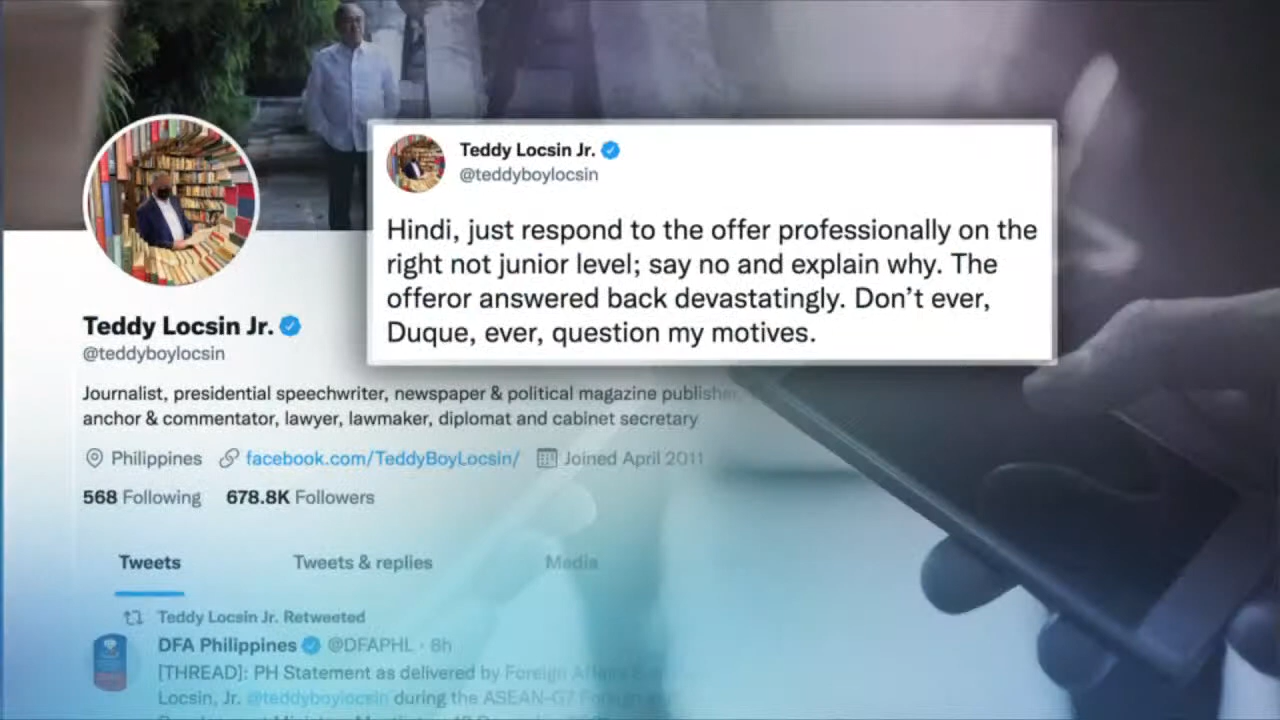 Teddy Locsin Jr.
@teddyboylocsin
Hindi, just respond to the offer professionally on the
right not junior level; say no and explain why. The
offeror answered back devastatingly. Don’t ever,
Duque, ever, question my motives.
Teddy Locsin Jr.
@teddyboylocsin
Journalist, presidential speechwriter, newspaper & political magazine publisher,
anchor & commentator, lawyer, lawmaker, diplomat and cabinet secretary
Philippines facebook.com/TeddyBoyLocsin/ Joined April 2011
568 Following 678.8K Followers
Tweets Tweets & replies Media
Teddy Locsin Jr. Retweeted
DFA Philippines @DFAPHL · 8h
[THREAD]: PH Statement as delivered by Foreign Affairs
Locsin, Jr. @teddyboylocsin during the ASEAN-G7 Foreign